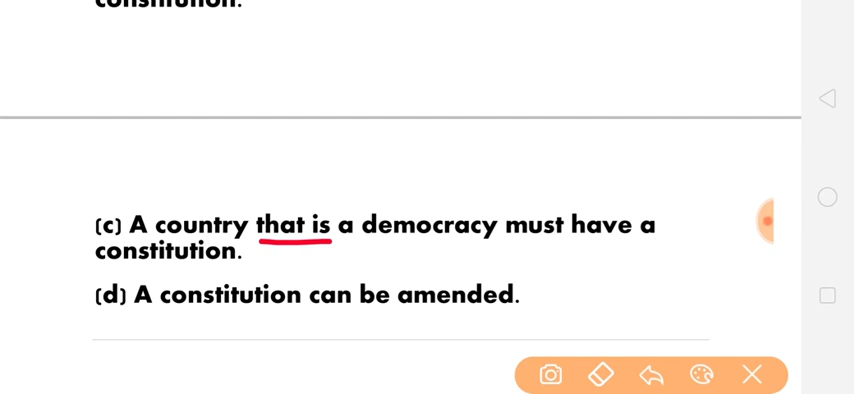 constitution.
(c) A country that is a democracy must have a
constitution.
(d) A constitution can be amended.